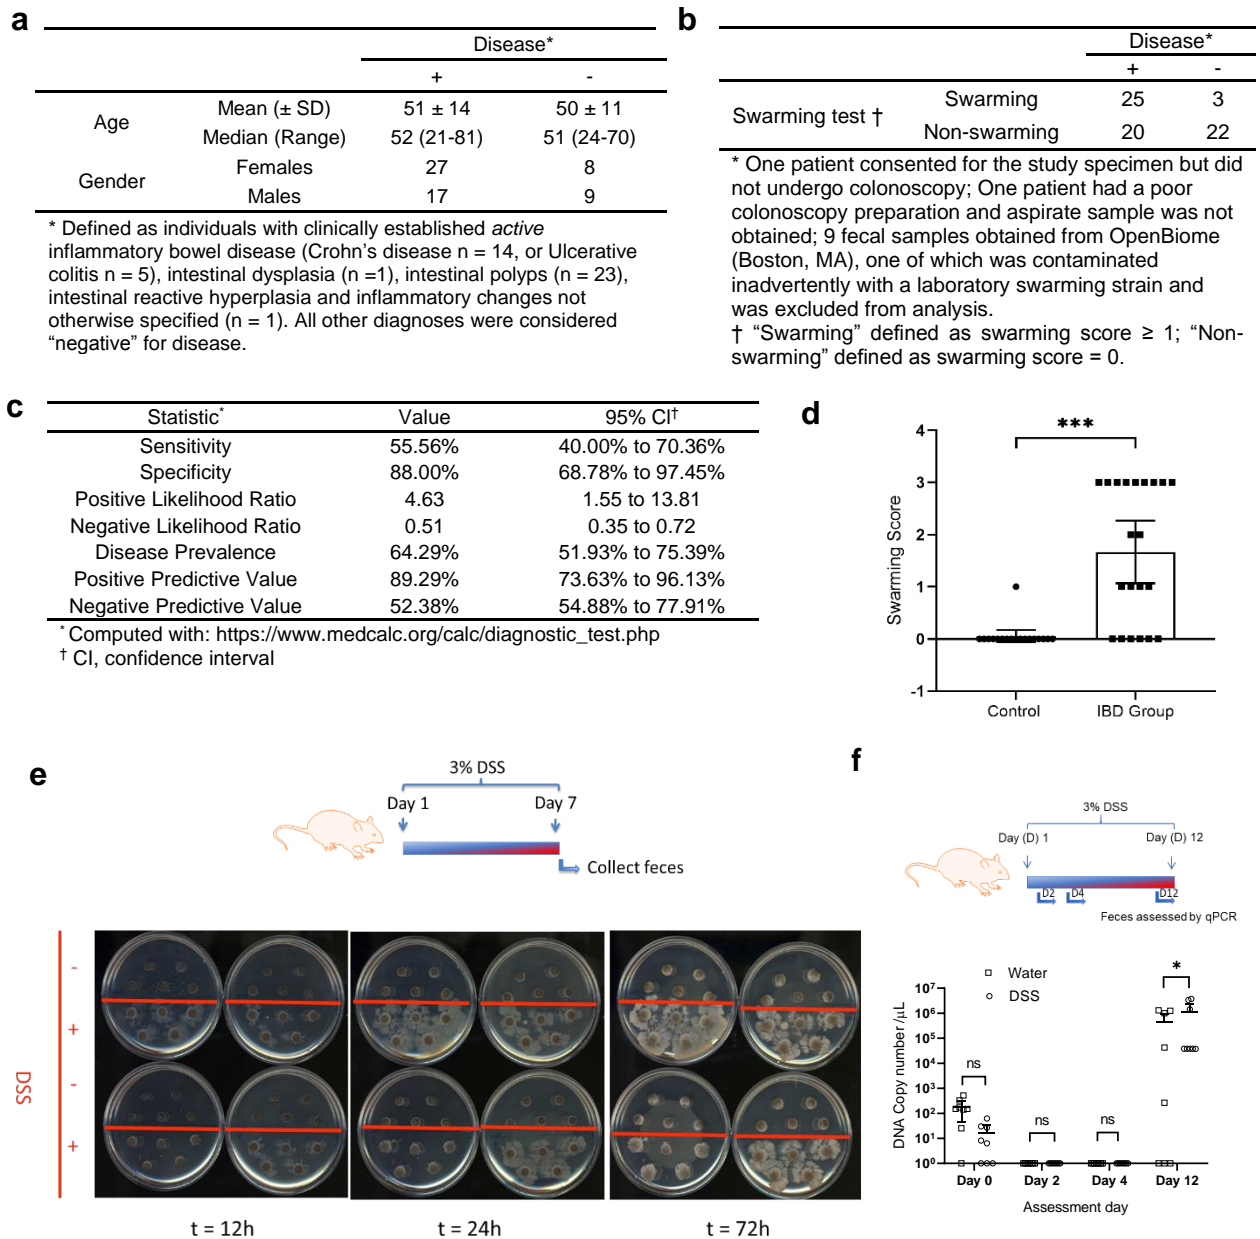 a
Disease*
+ -
Age Mean (± SD) 51 ± 14 50 ± 11
Median (Range) 52 (21-81) 51 (24-70)
Gender Females 27 8
Males 17 9
* Defined as individuals with clinically established active
inflammatory bowel disease (Crohn’s disease n = 14, or Ulcerative
colitis n = 5), intestinal dysplasia (n =1), intestinal polyps (n = 23),
intestinal reactive hyperplasia and inflammatory changes not
otherwise specified (n = 1). All other diagnoses were considered
“negative” for disease.
b
Disease*
+ -
Swarming test † Swarming 25 3
Non-swarming 20 22
* One patient consented for the study specimen but did
not undergo colonoscopy; One patient had a poor
colonoscopy preparation and aspirate sample was not
obtained; 9 fecal samples obtained from OpenBiome
(Boston, MA), one of which was contaminated
inadvertently with a laboratory swarming strain and
was excluded from analysis.
† “Swarming” defined as swarming score ≥ 1; “Non-
swarming” defined as swarming score = 0.
c
Statistic* Value 95% CI†
Sensitivity 55.56% 40.00% to 70.36%
Specificity 88.00% 68.78% to 97.45%
Positive Likelihood Ratio 4.63 1.55 to 13.81
Negative Likelihood Ratio 0.51 0.35 to 0.72
Disease Prevalence 64.29% 51.93% to 75.39%
Positive Predictive Value 89.29% 73.63% to 96.13%
Negative Predictive Value 52.38% 54.88% to 77.91%
* Computed with: https://www.medcalc.org/calc/diagnostic_test.php
† CI, confidence interval
d
***
Swarming Score
4
3
2
1
0
-1
Control IBD Group
e
3% DSS
Day 1 Day 7
Collect feces
DSS
-
+
-
+
t = 12h t = 24h t = 72h
f
3% DSS
Day (D) 1 Day (D) 12
D2 D4 D12
Feces assessed by qPCR
Water
DSS
DNA Copy number /µL
10⁷
10⁶
10⁵
10⁴
10³
10²
10¹
10⁰
ns ns ns *
Day 0 Day 2 Day 4 Day 12
Assessment day